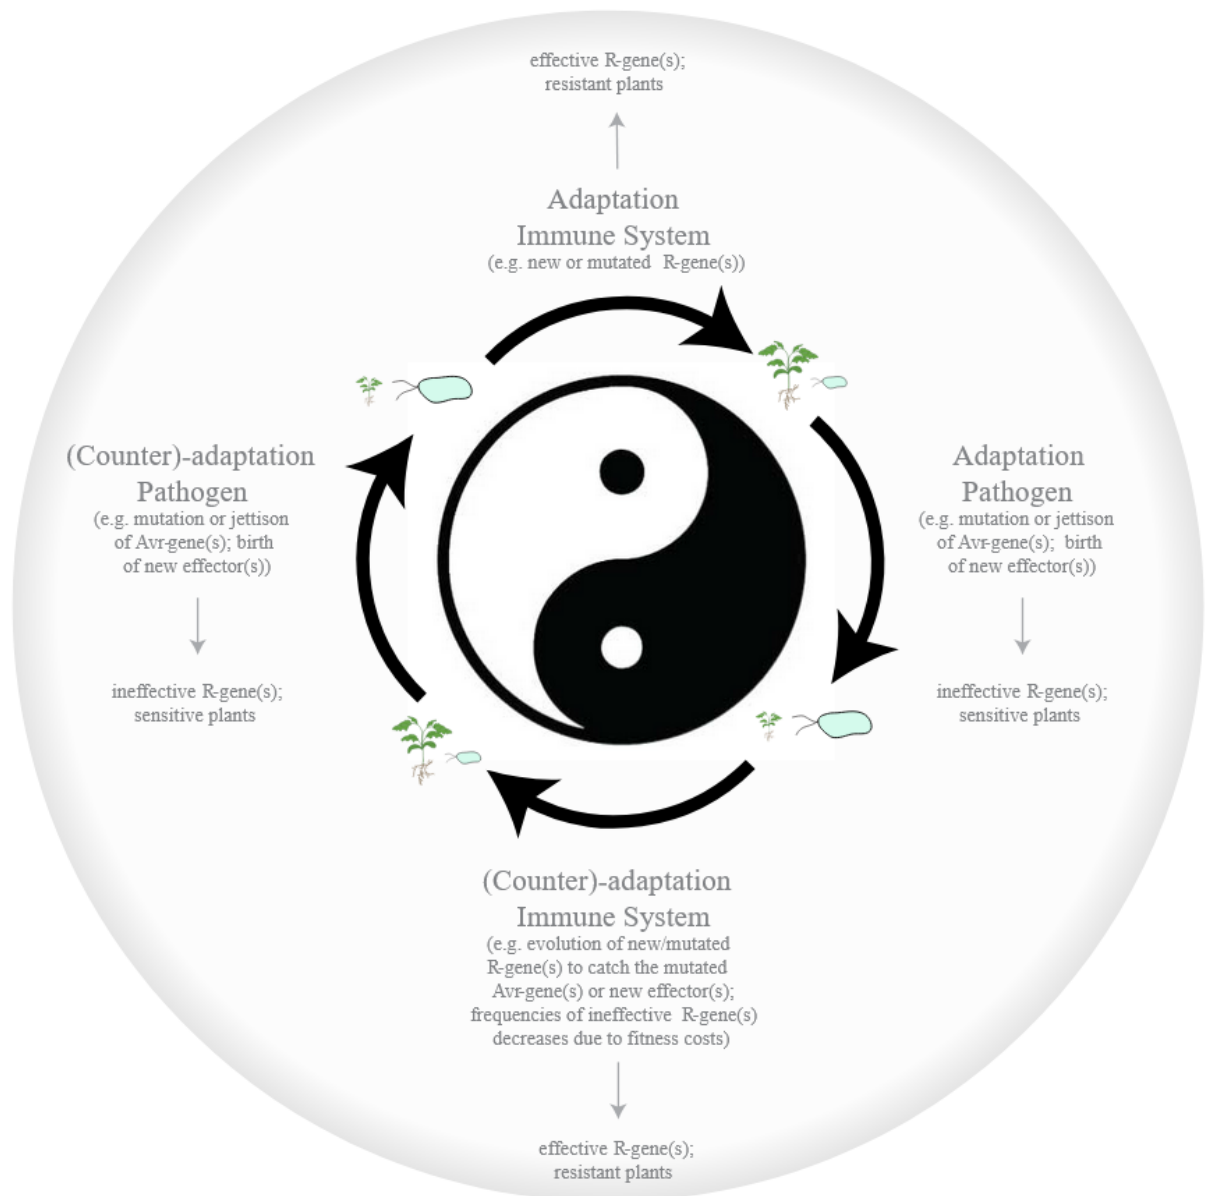 effective R-gene(s);
resistant plants
Adaptation
Immune System
(e.g. new or mutated R-gene(s))
(Counter)-adaptation
Pathogen
(e.g. mutation or jettison
of Avr-gene(s); birth
of new effector(s))
ineffective R-gene(s);
sensitive plants
Adaptation
Pathogen
(e.g. mutation or jettison
of Avr-gene(s); birth
of new effector(s))
ineffective R-gene(s);
sensitive plants
(Counter)-adaptation
Immune System
(e.g. evolution of new/mutated
R-gene(s) to catch the mutated
Avr-gene(s) or new effector(s);
frequencies of ineffective R-gene(s)
decreases due to fitness costs)
effective R-gene(s);
resistant plants